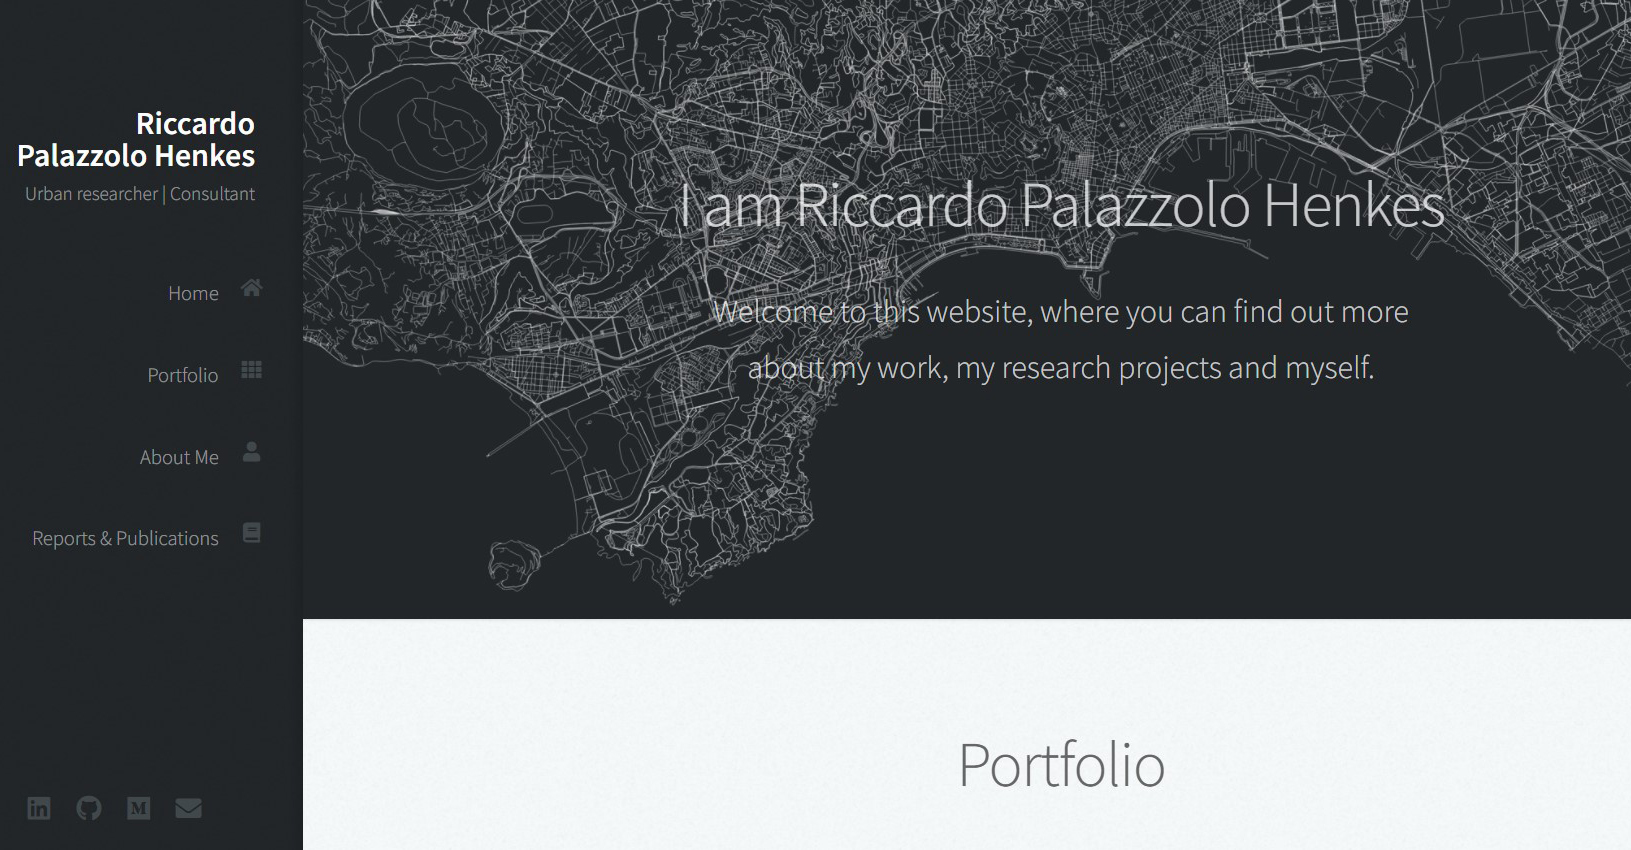 Riccardo
Palazzolo Henkes
Urban researcher | Consultant
Home
Portfolio
About Me
Reports & Publications
I am Riccardo Palazzolo Henkes
Welcome to this website, where you can find out more
about my work, my research projects and myself.
Portfolio